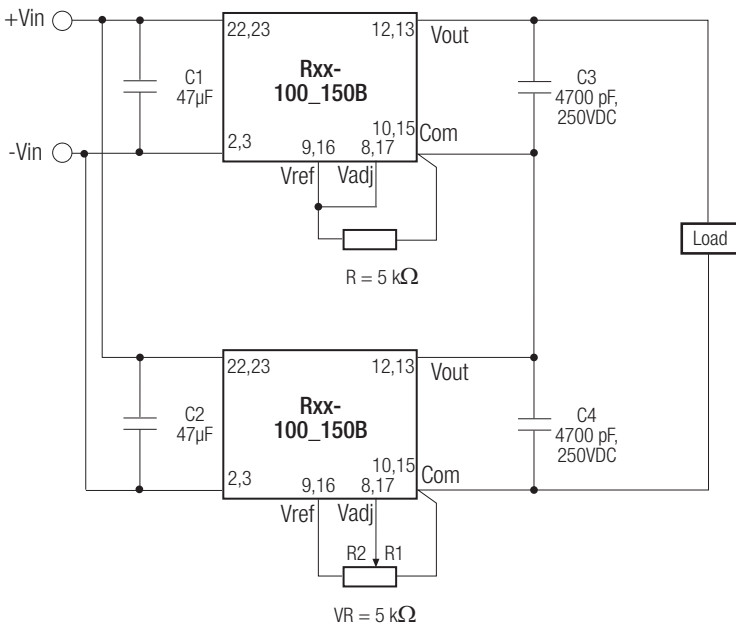 +Vin
22,23
12,13
Vout
C1
47µF
Rxx-
100_150B
C3
4700 pF,
250VDC
-Vin
2,3
9,16
8,17
10,15
Com
Vref
Vadj
R = 5 kΩ
Load
22,23
12,13
Vout
C2
47µF
Rxx-
100_150B
C4
4700 pF,
250VDC
2,3
9,16
8,17
10,15
Com
Vref
Vadj
R2
R1
VR = 5 kΩ